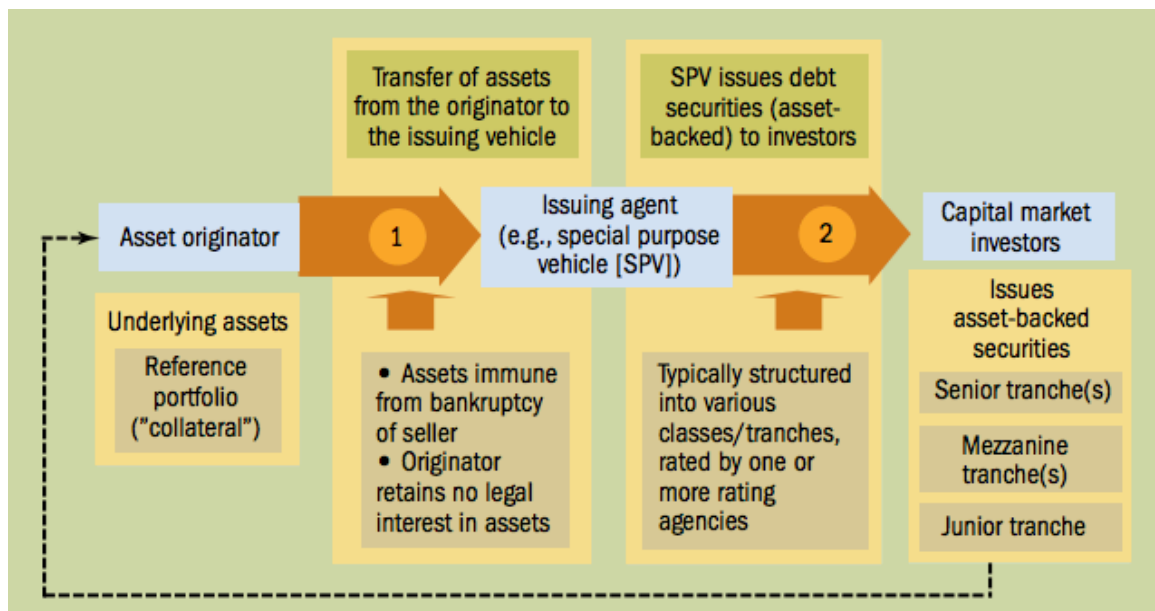 Transfer of assets
from the originator to
the issuing vehicle
SPV issues debt
securities (asset-
backed) to investors
Asset originator
1
Issuing agent
(e.g., special purpose
vehicle [SPV])
2
Capital market
investors
Underlying assets
Reference
portfolio
(”collateral”)
• Assets immune
from bankruptcy
of seller
• Originator
retains no legal
interest in assets
Typically structured
into various
classes/tranches,
rated by one or
more rating
agencies
Issues
asset-backed
securities
Senior tranche(s)
Mezzanine
tranche(s)
Junior tranche